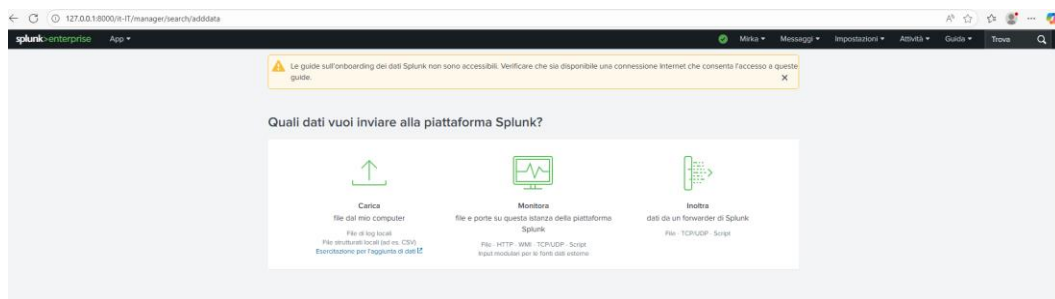 127.0.0.1:8000/it-IT/manager/search/adddata
splunk>enterprise App
Mirka Messaggi Impostazioni Attività Guida Trova
Le guide sull'onboarding dei dati Splunk non sono accessibili. Verificare che sia disponibile una connessione Internet che consenta l'accesso a queste
guide.
Quali dati vuoi inviare alla piattaforma Splunk?
Carica
file dal mio computer
File di log locali
File strutturati locali (ad es. CSV)
Esercitazione per l'aggiunta di dati
Monitora
file e porte su questa istanza della piattaforma
Splunk
File - HTTP - WMI - TCP/UDP - Script
Input modulari per le fonti dati esterne
Inoltra
dati da un forwarder di Splunk
File - TCP/UDP - Script